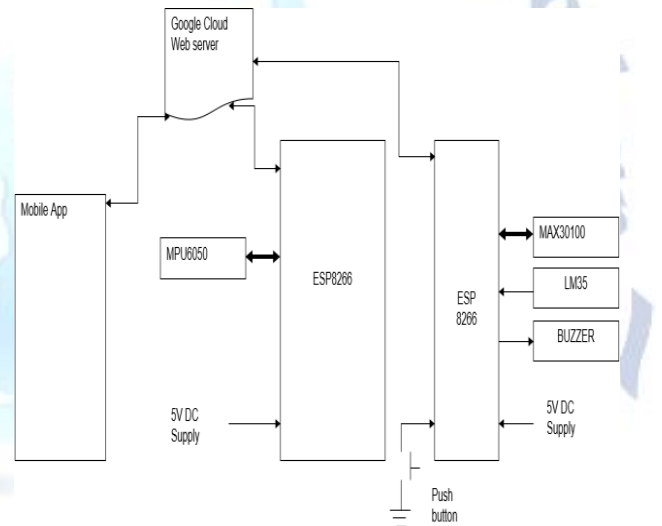 Google Cloud
Web server
Mobile App
MPU6050
ESP8266
ESP
8266
MAX30100
LM35
BUZZER
5V DC
Supply
5V DC
Supply
Push
button